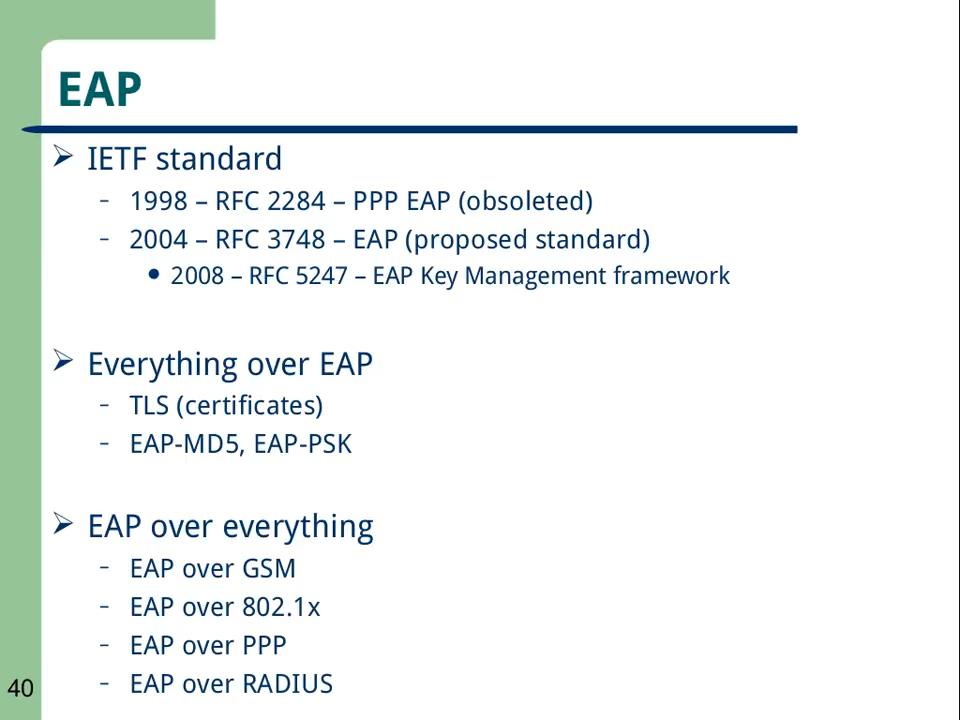 EAP
➢ IETF standard
– 1998 – RFC 2284 – PPP EAP (obsoleted)
– 2004 – RFC 3748 – EAP (proposed standard)
● 2008 – RFC 5247 – EAP Key Management framework
➢ Everything over EAP
– TLS (certificates)
– EAP-MD5, EAP-PSK
➢ EAP over everything
– EAP over GSM
– EAP over 802.1x
– EAP over PPP
– EAP over RADIUS
40